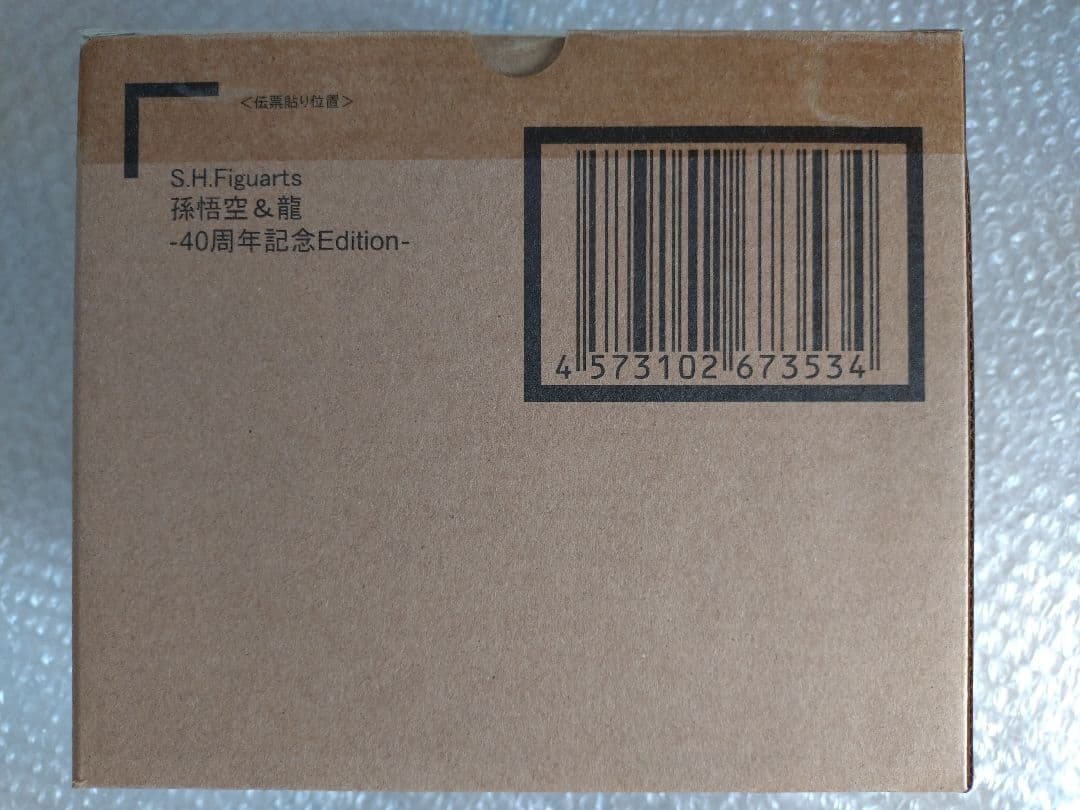 ＜伝票貼り位置＞
S.H.Figuarts
孫悟空＆龍
-40周年記念Edition-
4 573102 673534